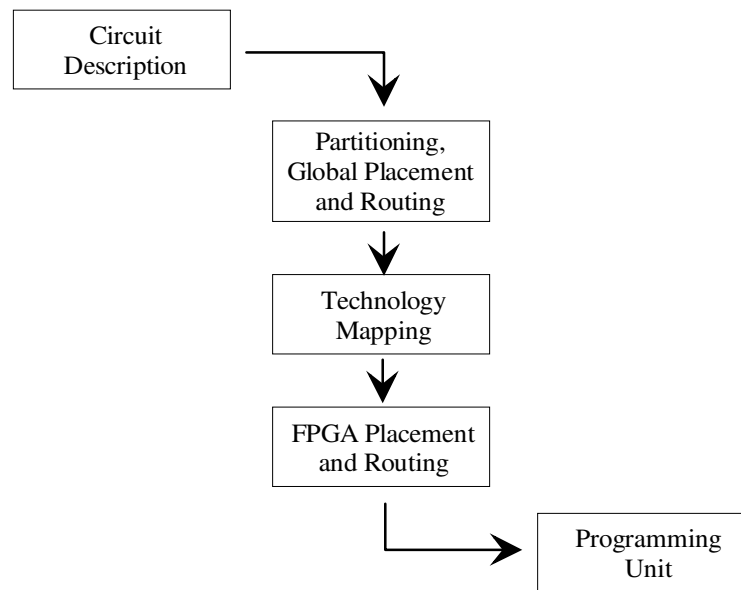 Circuit
Description
Partitioning,
Global Placement
and Routing
Technology
Mapping
FPGA Placement
and Routing
Programming
Unit